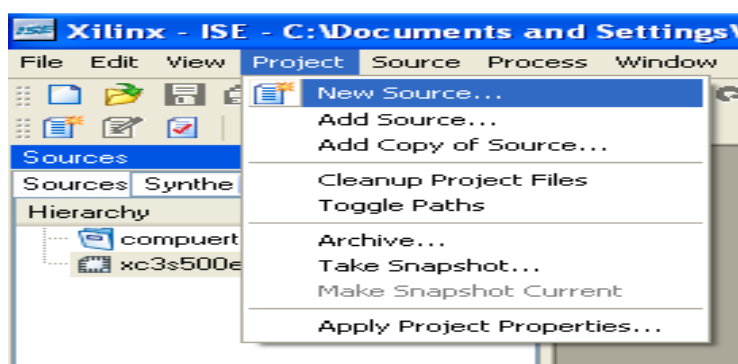 Xilinx - ISE - C:\Documents and Settings\
File Edit View Project Source Process Window
New Source...
Add Source...
Add Copy of Source...
Sources
Sources Synthe
Cleanup Project Files
Hierarchy
Toggle Paths
compuert
Archive...
xc3s500e
Take Snapshot...
Make Snapshot Current
Apply Project Properties...